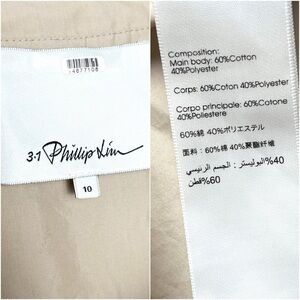 3.1 Phillip Lim
10
Composition:
Main body: 60%Cotton
40%Polyester
Corps: 60%Coton 40%Polyester
Corpo principale: 60%Cotone
40%Poliestere
60%綿 40%ポリエステル
面料: 60%棉 40%聚酯纤维
40%البوليستر : الجسم الرئيسي
60%قطن